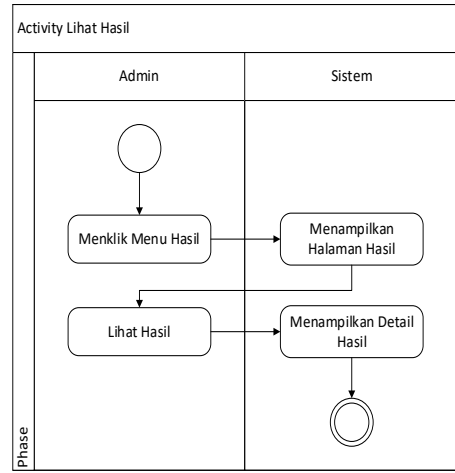 Activity Lihat Hasil
Admin
Sistem
Menklik Menu Hasil
Menampilkan
Halaman Hasil
Lihat Hasil
Menampilkan Detail
Hasil
Phase